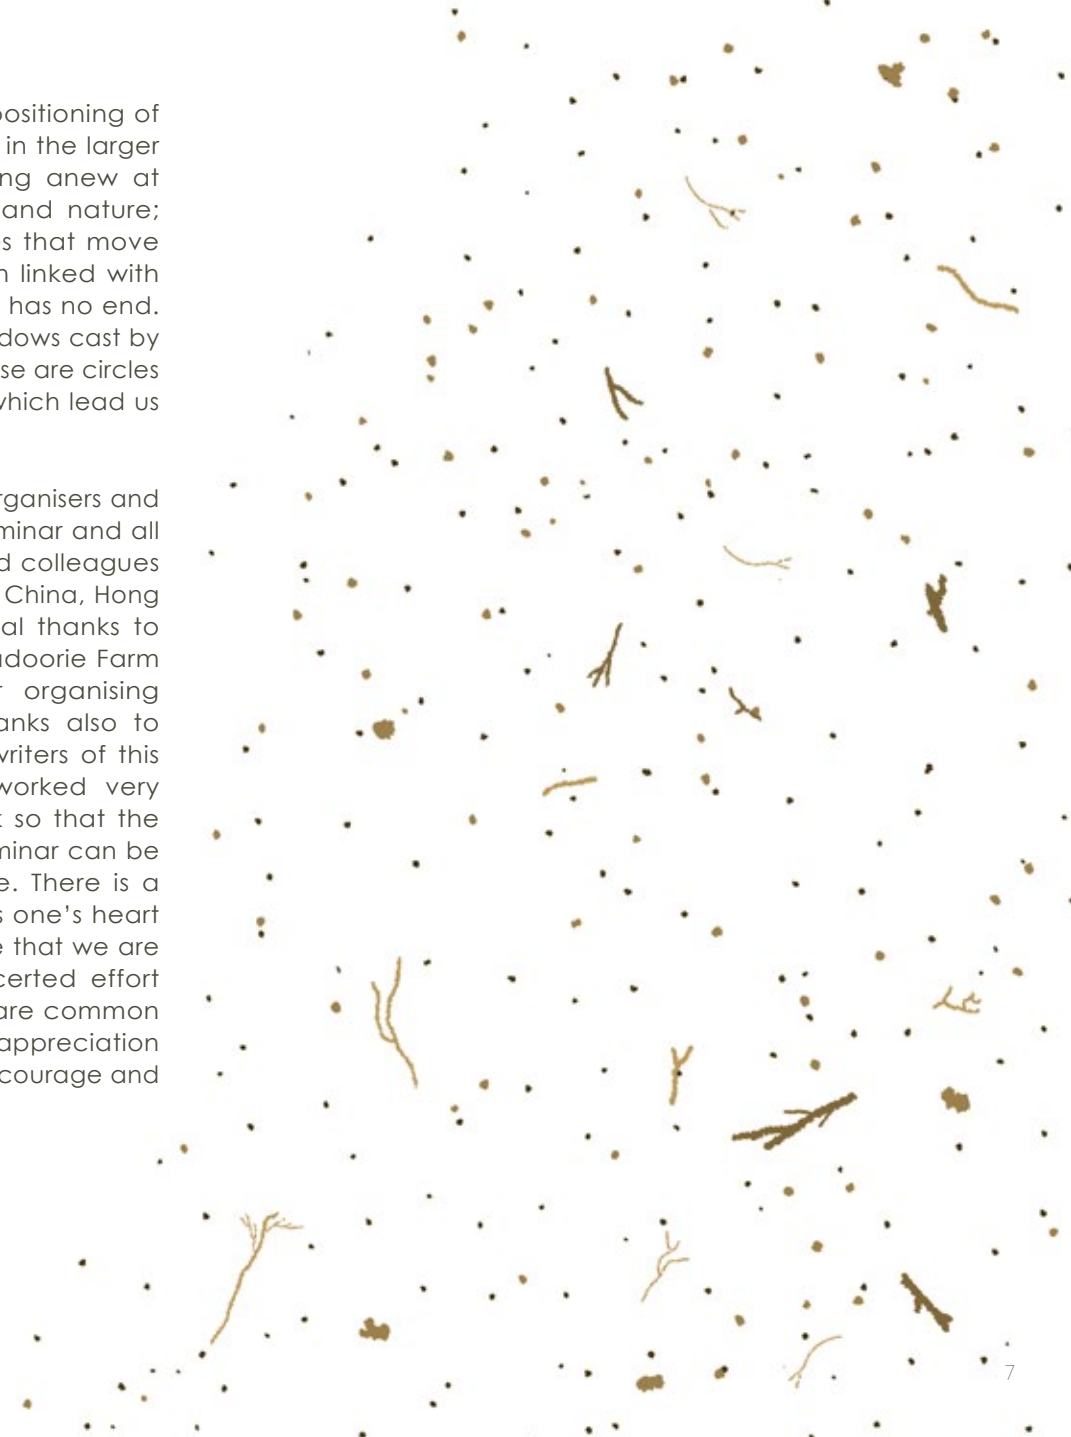 ositioning of
in the larger
ng anew at
and nature;
s that move
linked with
has no end.
dows cast by
se are circles
which lead us
rganisers and
minar and all
d colleagues
China, Hong
al thanks to
adoorie Farm
organising
anks also to
writers of this
worked very
so that the
minar can be
e. There is a
s one's heart
e that we are
certed effort
are common
appreciation
courage and
7